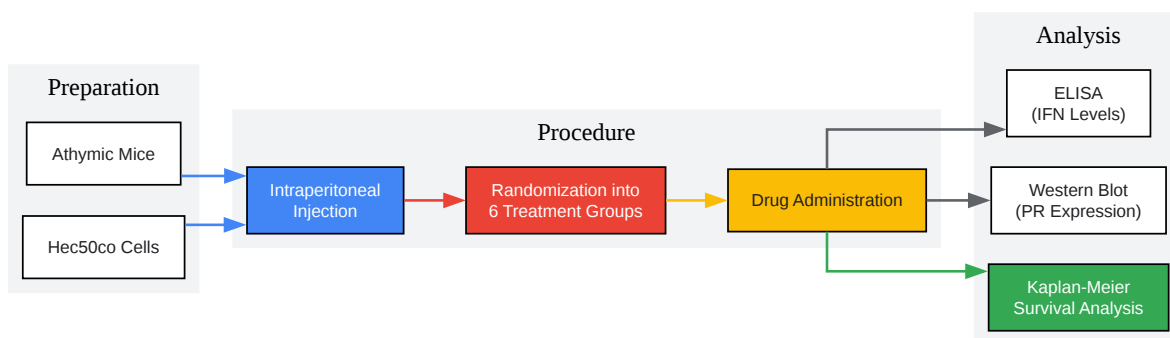 Preparation
Athymic Mice
Hec50co Cells
Procedure
Intraperitoneal
Injection
Randomization into
6 Treatment Groups
Drug Administration
Analysis
ELISA
(IFN Levels)
Western Blot
(PR Expression)
Kaplan-Meier
Survival Analysis